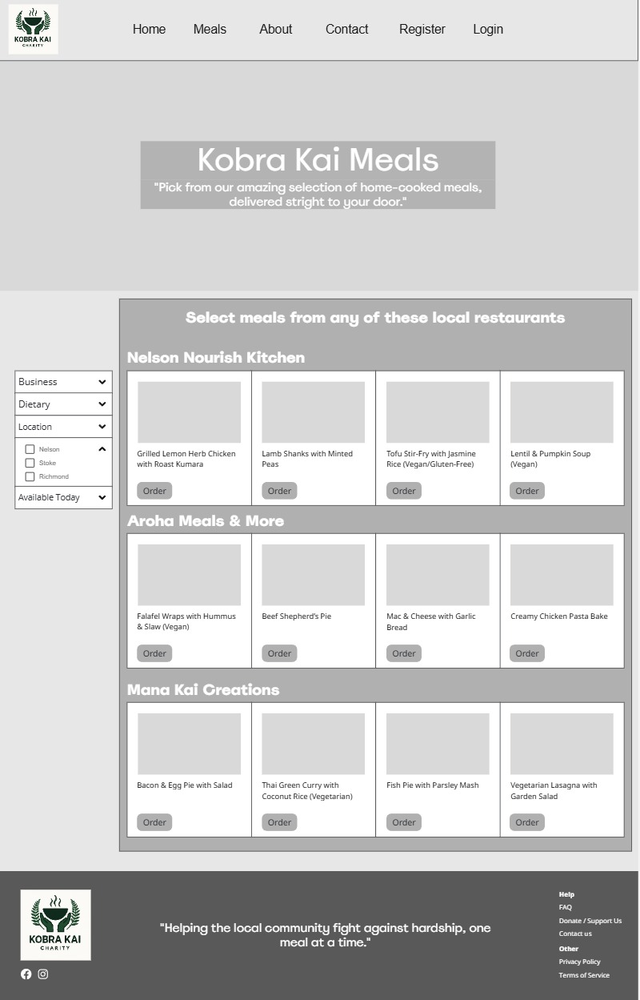 KOBRA KAI
CHARITY
Home Meals About Contact Register Login
Kobra Kai Meals
"Pick from our amazing selection of home-cooked meals,
delivered stright to your door."
Select meals from any of these local restaurants
Business
Dietary
Location
Nelson
Stoke
Richmond
Available Today
Nelson Nourish Kitchen
Grilled Lemon Herb Chicken
with Roast Kumara
Order
Lamb Shanks with Minted
Peas
Order
Tofu Stir-Fry with Jasmine
Rice (Vegan/Gluten-Free)
Order
Lentil & Pumpkin Soup
(Vegan)
Order
Aroha Meals & More
Falafel Wraps with Hummus
& Slaw (Vegan)
Order
Beef Shepherd's Pie
Order
Mac & Cheese with Garlic
Bread
Order
Creamy Chicken Pasta Bake
Order
Mana Kai Creations
Bacon & Egg Pie with Salad
Order
Thai Green Curry with
Coconut Rice (Vegetarian)
Order
Fish Pie with Parsley Mash
Order
Vegetarian Lasagna with
Garden Salad
Order
KOBRA KAI
CHARITY
"Helping the local community fight against hardship, one
meal at a time."
Help
FAQ
Donate / Support Us
Contact us
Other
Privacy Policy
Terms of Service